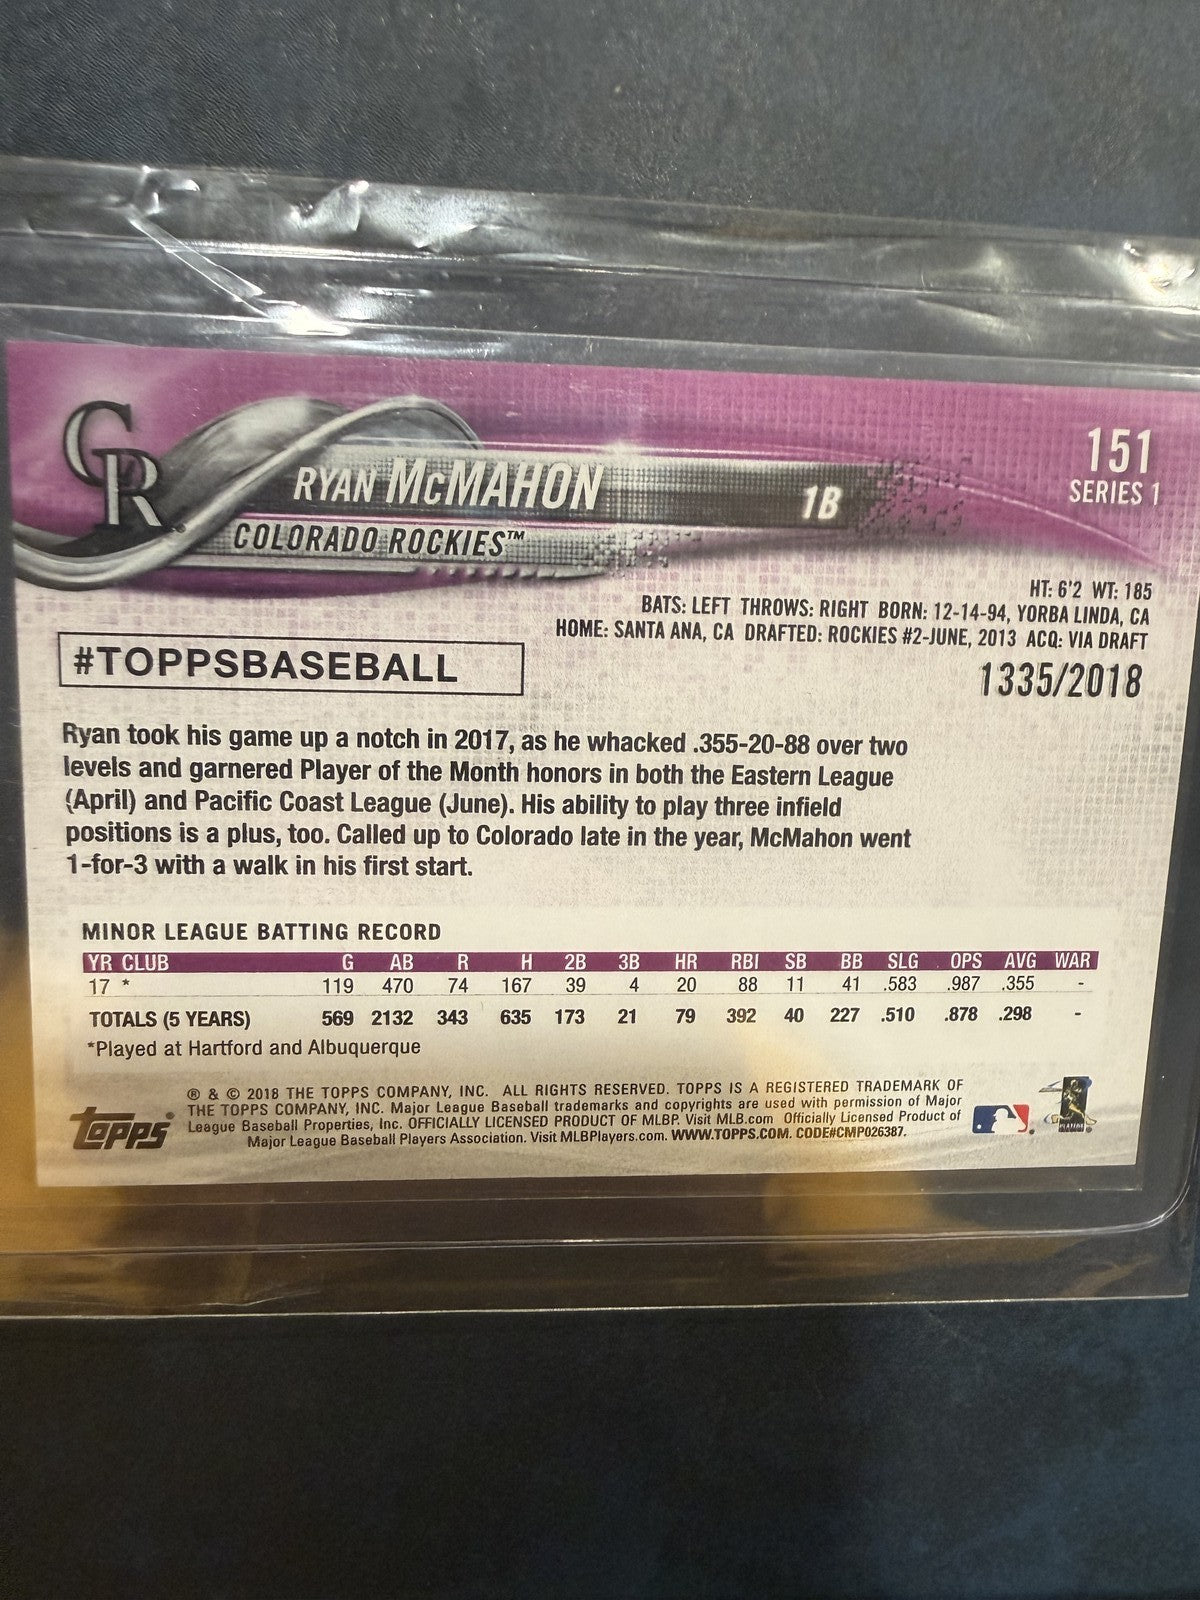 CR
RYAN McMAHON
1B
COLORADO ROCKIES™
151
SERIES 1
HT: 6'2 WT: 185
BATS: LEFT THROWS: RIGHT BORN: 12-14-94, YORBA LINDA, CA
HOME: SANTA ANA, CA DRAFTED: ROCKIES #2-JUNE, 2013 ACQ: VIA DRAFT
#TOPPSBASEBALL
1335/2018
Ryan took his game up a notch in 2017, as he whacked .355-20-88 over two
levels and garnered Player of the Month honors in both the Eastern League
(April) and Pacific Coast League (June). His ability to play three infield
positions is a plus, too. Called up to Colorado late in the year, McMahon went
1-for-3 with a walk in his first start.
MINOR LEAGUE BATTING RECORD
YR CLUB G AB R H 2B 3B HR RBI SB BB SLG OPS AVG WAR
17 * 119 470 74 167 39 4 20 88 11 41 .583 .987 .355 -
TOTALS (5 YEARS) 569 2132 343 635 173 21 79 392 40 227 .510 .878 .298 -
*Played at Hartford and Albuquerque
® & © 2018 THE TOPPS COMPANY, INC. ALL RIGHTS RESERVED. TOPPS IS A REGISTERED TRADEMARK OF
THE TOPPS COMPANY, INC. Major League Baseball trademarks and copyrights are used with permission of Major
League Baseball Properties, Inc. OFFICIALLY LICENSED PRODUCT OF MLBP. Visit MLB.com Officially Licensed Product of
Major League Baseball Players Association. Visit MLBPlayers.com. WWW.TOPPS.COM. CODE#CMP026387.
Topps®